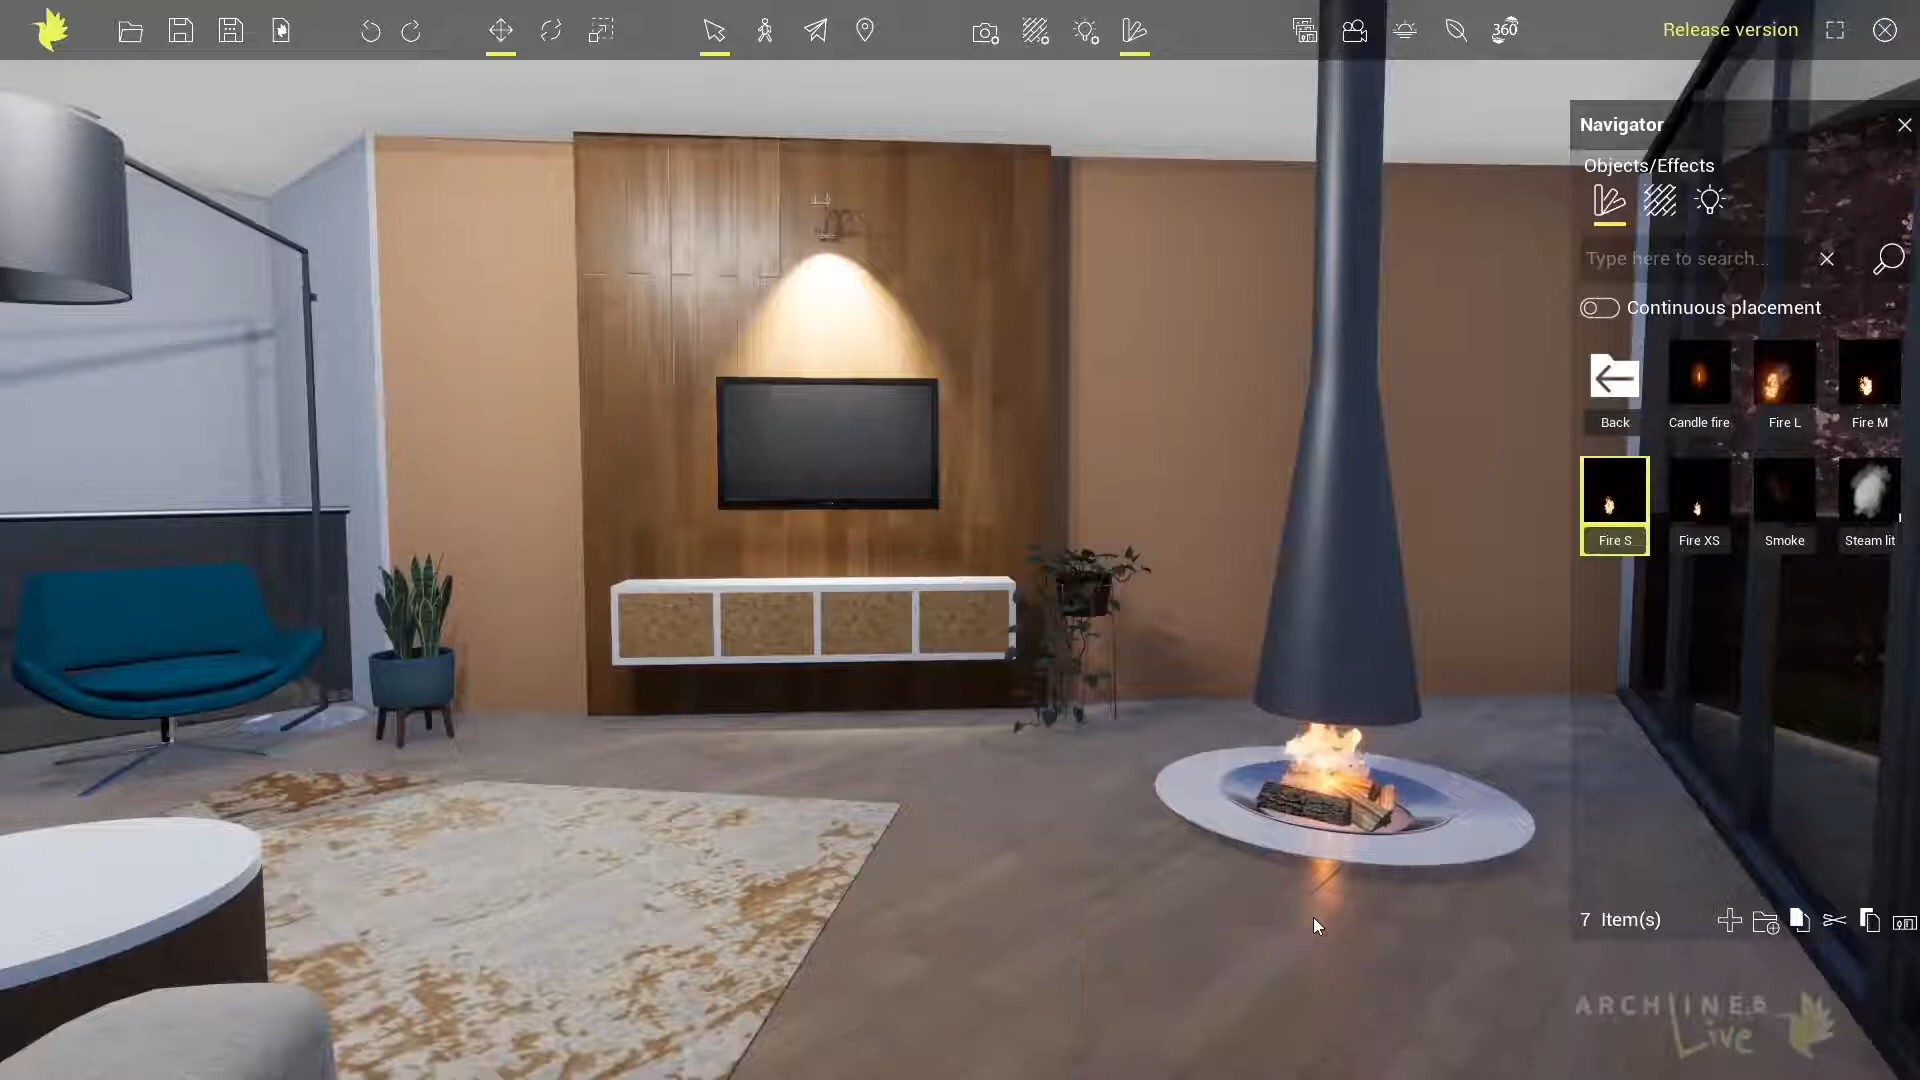 360
Release version
Navigator
Objects/Effects
Type here to search...
Continuous placement
Back
Candle fire
Fire L
Fire M
Fire S
Fire XS
Smoke
Steam lit
7 Item(s)
ARCHLINE
Live